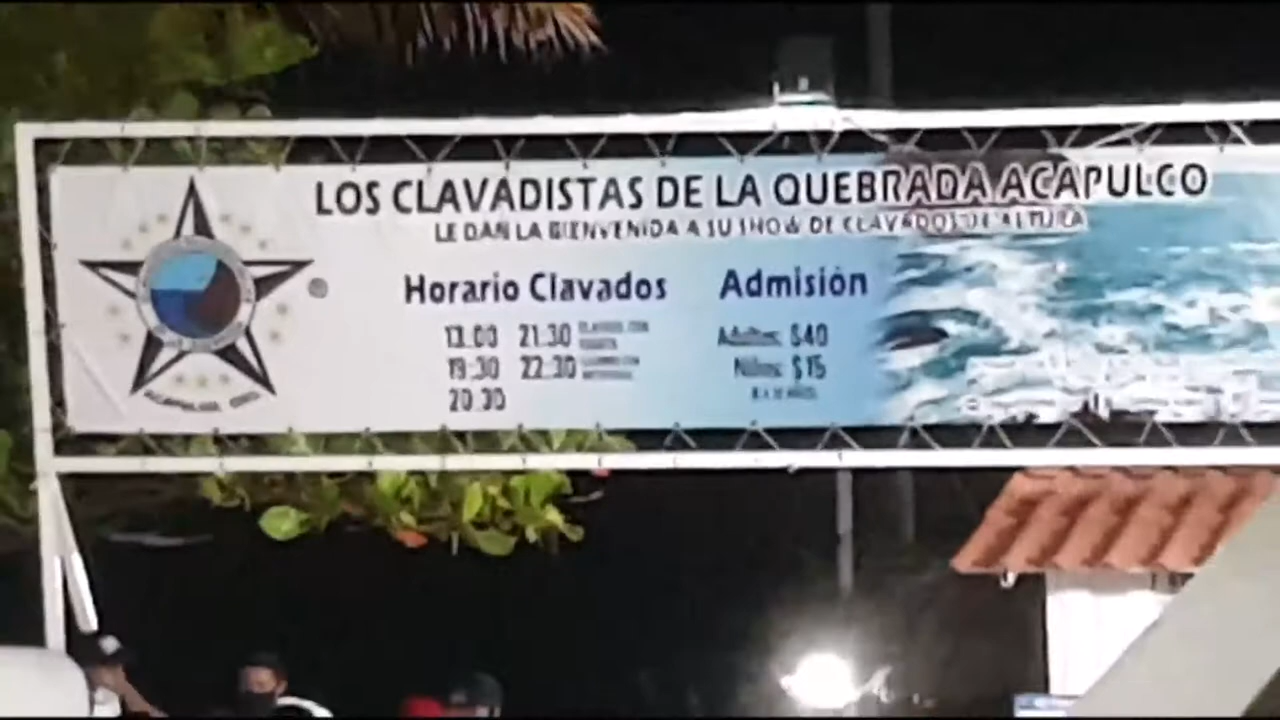 LOS CLAVADISTAS DE LA QUEBRADA ACAPULCO
LE DAN LA BIENVENIDA A SU SHOW DE CLAVADOS DE ALTURA
Horario Clavados
13:00 21:30
19:30 22:30
20:30
Admisión
Adultos: $40
Niños: $15